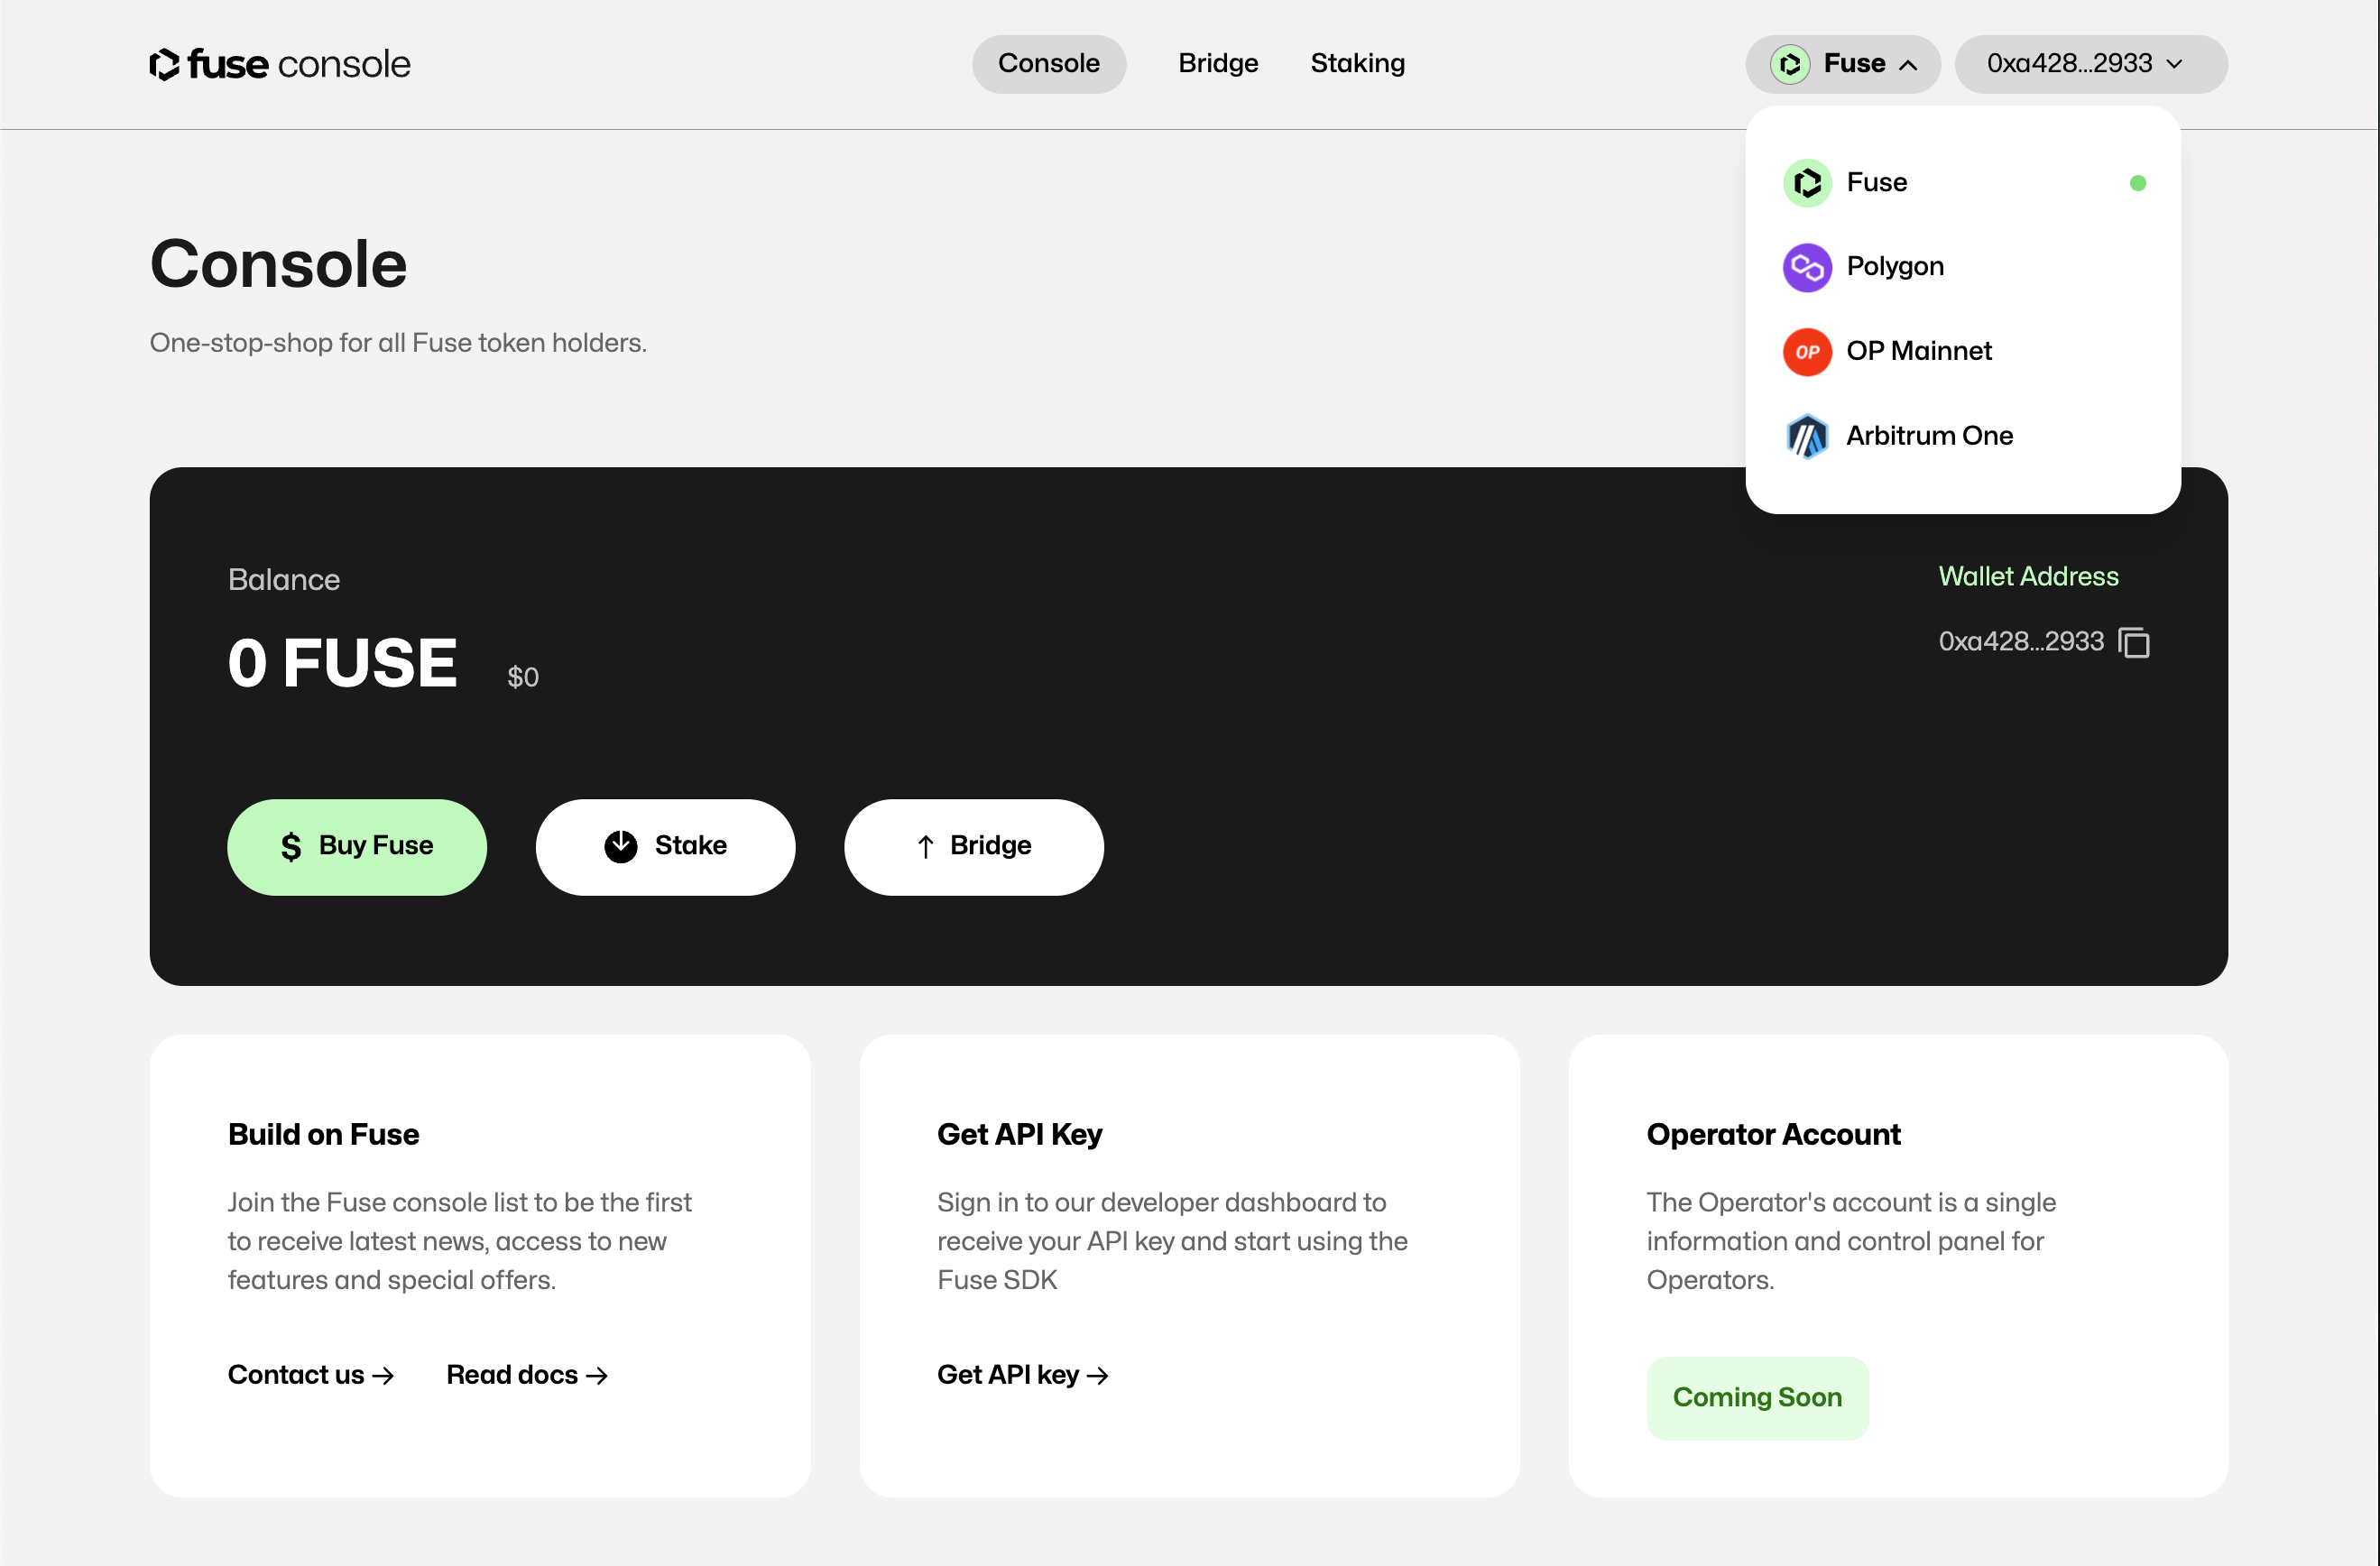 fuse console
Console
Bridge
Staking
Fuse
0xa428...2933
Fuse
Polygon
OP
OP Mainnet
Arbitrum One
Console
One-stop-shop for all Fuse token holders.
Balance
0 FUSE
$0
Wallet Address
0xa428...2933
$ Buy Fuse
Stake
Bridge
Build on Fuse
Join the Fuse console list to be the first
to receive latest news, access to new
features and special offers.
Contact us →
Read docs →
Get API Key
Sign in to our developer dashboard to
receive your API key and start using the
Fuse SDK
Get API key →
Operator Account
The Operator's account is a single
information and control panel for
Operators.
Coming Soon